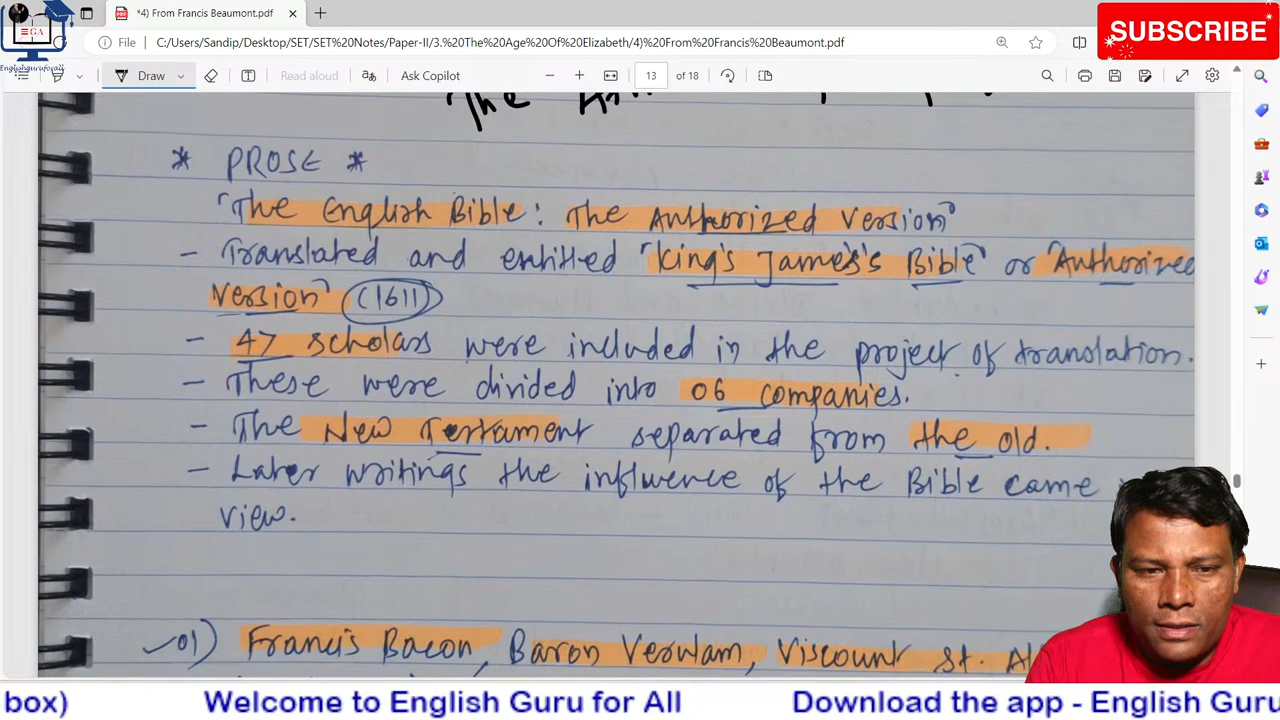 *4) From Francis Beaumont.pdf
SUBSCRIBE
EGA
Englishguruforall
File C:/Users/Sandip/Desktop/SET/SET%20Notes/Paper-II/3.%20The%20Age%20Of%20Elizabeth/4)%20From%20Francis%20Beaumont.pdf
Draw Read aloud Ask Copilot 13 of 18
The
* PROSE *
"The English Bible: The Authorized Version"
- Translated and entitled "King's James's Bible" or "Authorized
Version" (1611)
- 47 scholars were included in the project of translation.
- These were divided into 06 companies.
- The New Testament separated from the old.
- Later writings the influence of the Bible came
view.
01) Francis Bacon, Baron Verulam, Viscount St. Al
box) Welcome to English Guru for All Download the app - English Guru